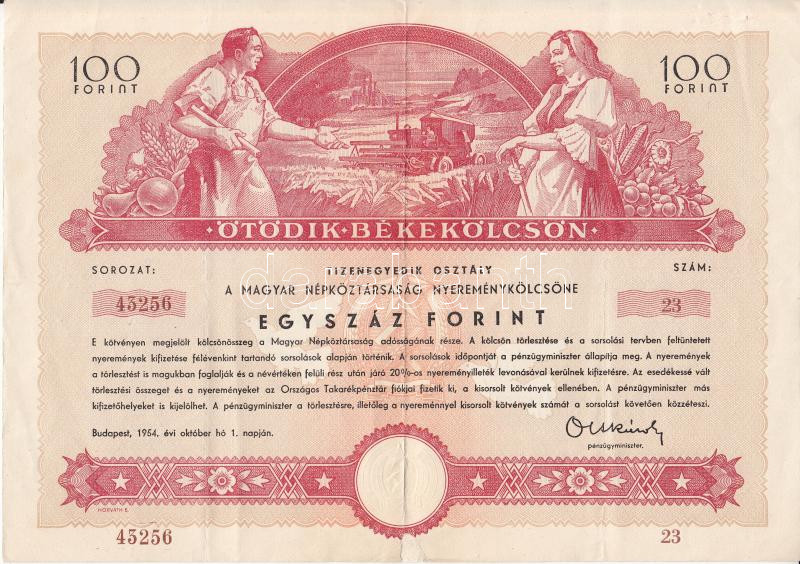 100
FORINT
100
FORINT
• ÖTÖDIK • BÉKEKÖLCSÖN •
SOROZAT:
TIZENEGYEDIK OSZTÁLY
SZÁM:
A MAGYAR NÉPKÖZTÁRSASÁG NYEREMÉNYKÖLCSÖNE
45256
23
EGYSZÁZ FORINT
E kötvényen megjelölt kölcsönösszeg a Magyar Népköztársaság adósságának része. A kölcsön törlesztése és a sorsolási tervben feltüntetett
nyeremények kifizetése félévenkint tartandó sorsolások alapján történik. A sorsolások időpontját a pénzügyminiszter állapítja meg. A nyeremények
a törlesztést is magukban foglalják és a névértéken felüli rész után járó 20%-os nyereményilleték levonásával kerülnek kifizetésre. Az esedékessé vált
törlesztési összeget és a nyereményeket az Országos Takarékpénztár fiókjai fizetik ki, a kisorsolt kötvények ellenében. A pénzügyminiszter más
kifizetőhelyeket is kijelölhet. A pénzügyminiszter a törlesztésre, illetőleg a nyereménnyel kisorsolt kötvények számát a sorsolást követően közzéteszi.
Budapest, 1954. évi október hó 1. napján.
pénzügyminiszter.
HORVÁTH E.
45256
23